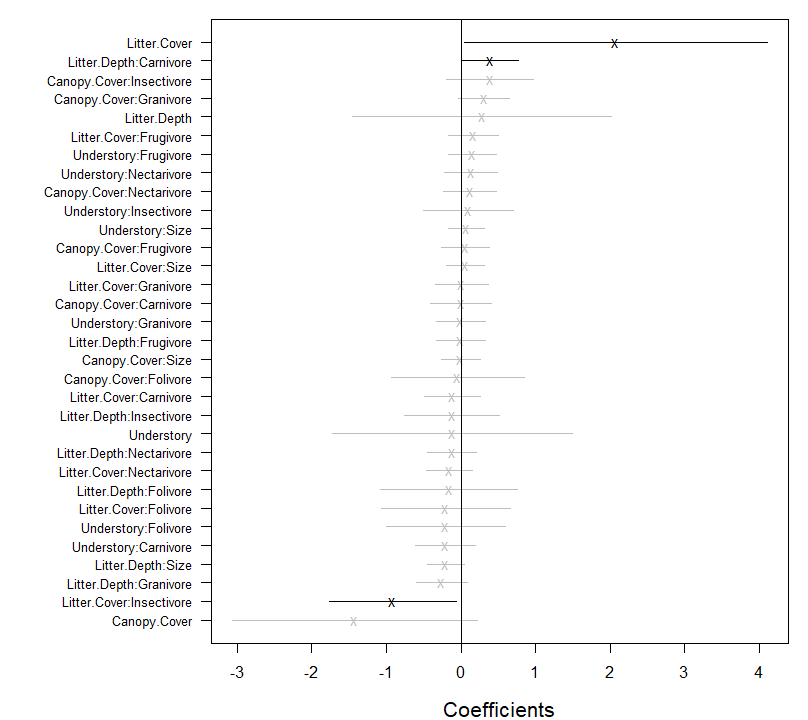 Litter.Cover
Litter.Depth:Carnivore
Canopy.Cover:Insectivore
Canopy.Cover:Granivore
Litter.Depth
Litter.Cover:Frugivore
Understory:Frugivore
Understory:Nectarivore
Canopy.Cover:Nectarivore
Understory:Insectivore
Understory:Size
Canopy.Cover:Frugivore
Litter.Cover:Size
Litter.Cover:Granivore
Canopy.Cover:Carnivore
Understory:Granivore
Litter.Depth:Frugivore
Canopy.Cover:Size
Canopy.Cover:Folivore
Litter.Cover:Carnivore
Litter.Depth:Insectivore
Understory
Litter.Depth:Nectarivore
Litter.Cover:Nectarivore
Litter.Depth:Folivore
Litter.Cover:Folivore
Understory:Folivore
Understory:Carnivore
Litter.Depth:Size
Litter.Depth:Granivore
Litter.Cover:Insectivore
Canopy.Cover
-3 -2 -1 0 1 2 3 4
Coefficients